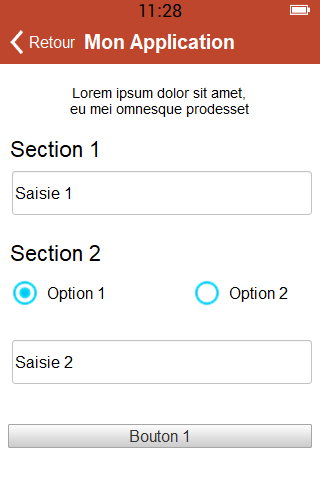 11:28
Retour Mon Application
Lorem ipsum dolor sit amet,
eu mei omnesque prodesset
Section 1
Saisie 1
Section 2
Option 1 Option 2
Saisie 2
Bouton 1